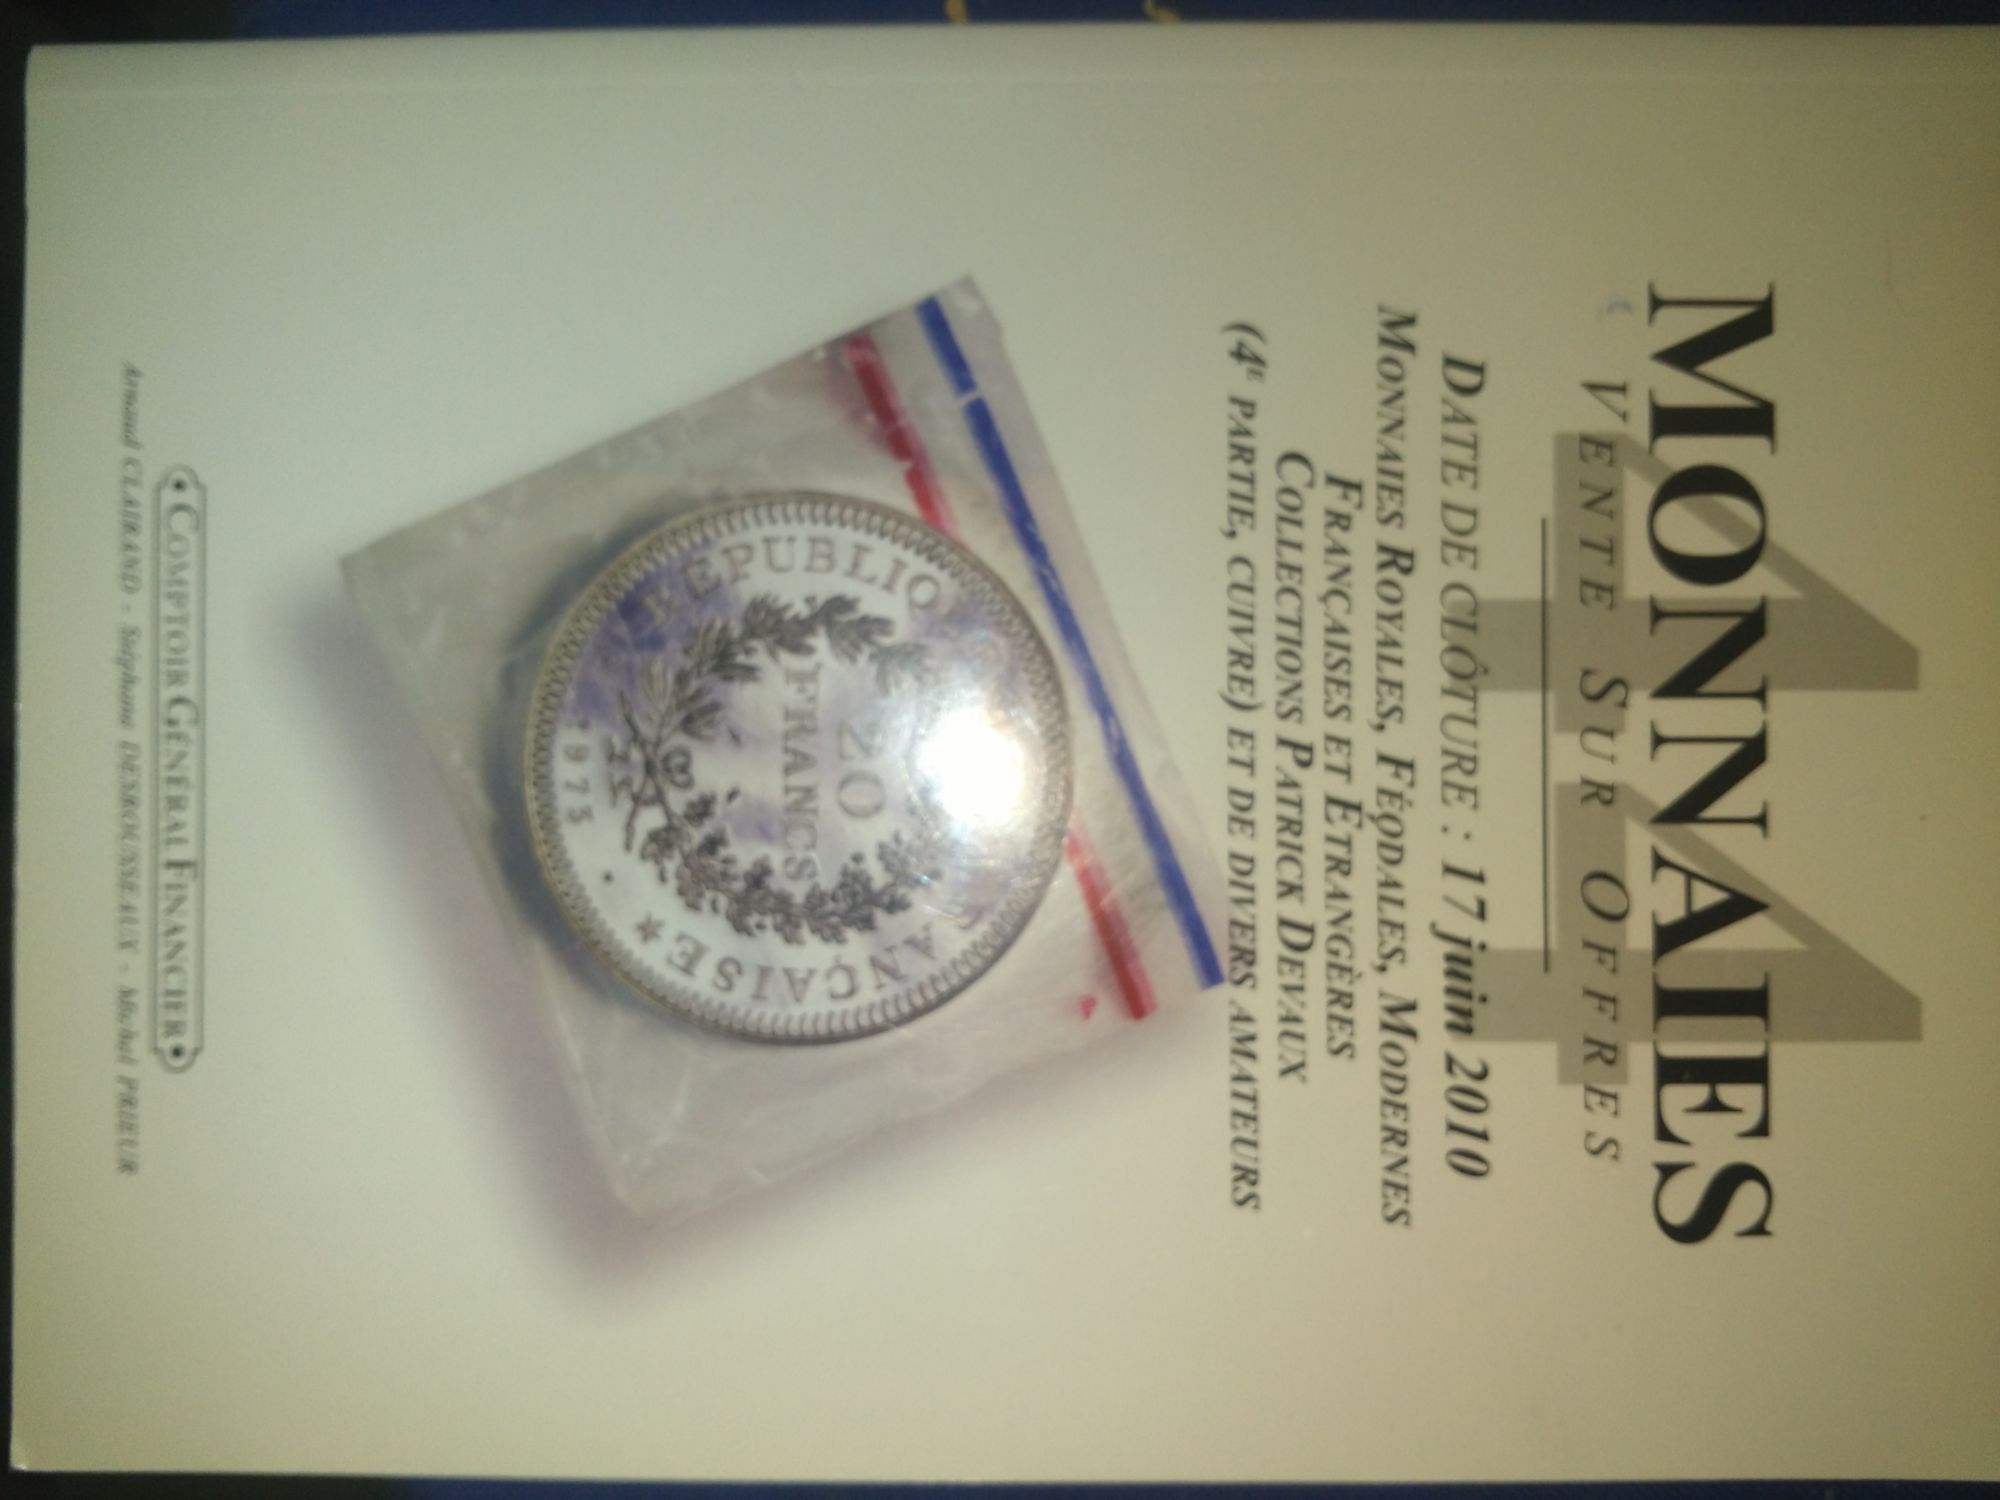 MONNAIES
44
VENTE SUR OFFRES
DATE DE CLÔTURE : 17 juin 2010
MONNAIES ROYALES, FÉODALES, MODERNES
FRANÇAISES ET ÉTRANGÈRES
COLLECTIONS PATRICK DEVAUX
(4E PARTIE, CUIVRE) ET DE DIVERS AMATEURS
RÉPUBLIQ
ANÇAISE
20
FRANCS
1973
COMPTOIR GÉNÉRAL FINANCIER
Arnaud CLAIRAND - Stéphane DESROUSSEAUX - Michel PRIEUR